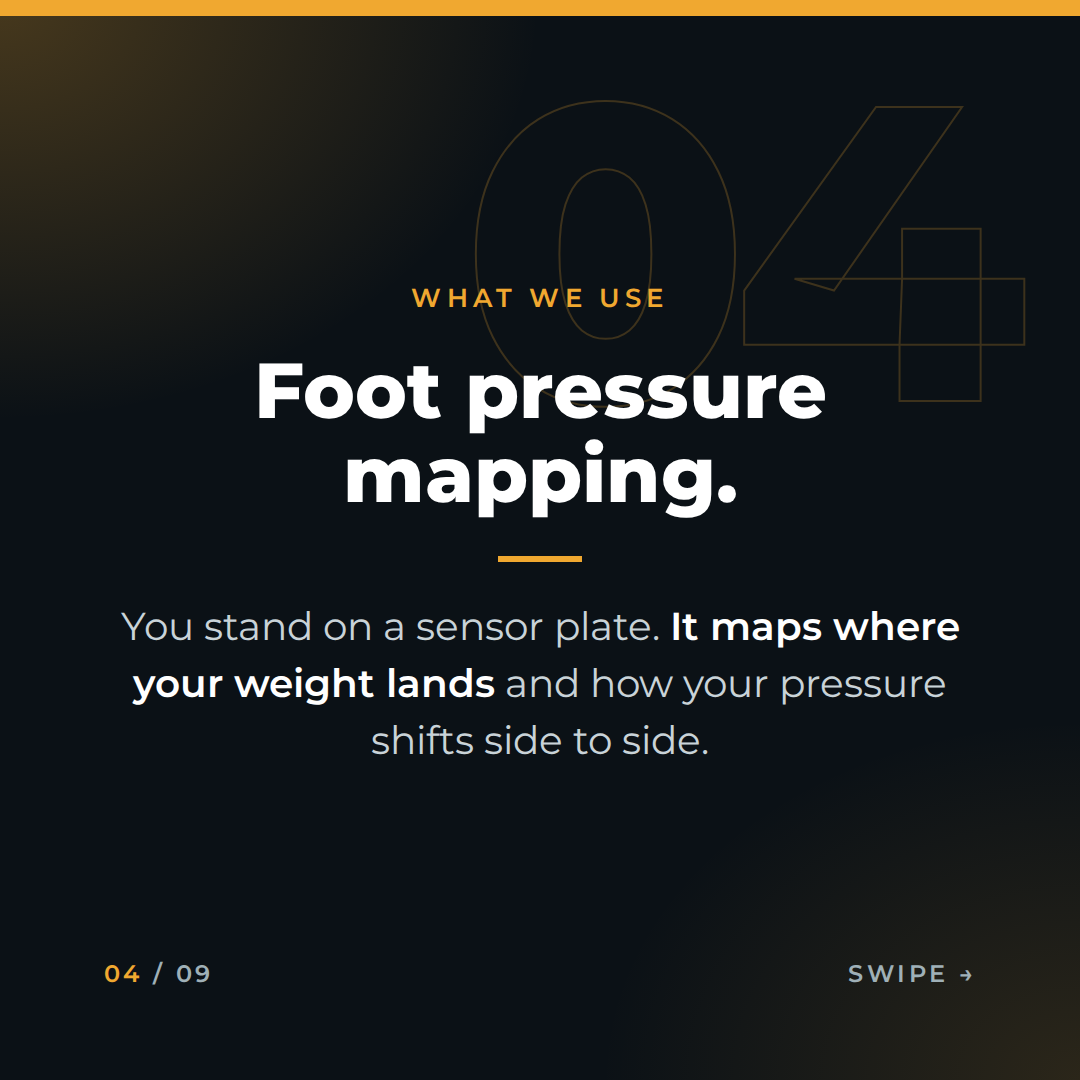 04
WHAT WE USE
Foot pressure
mapping.
You stand on a sensor plate. It maps where
your weight lands and how your pressure
shifts side to side.
04 / 09
SWIPE →